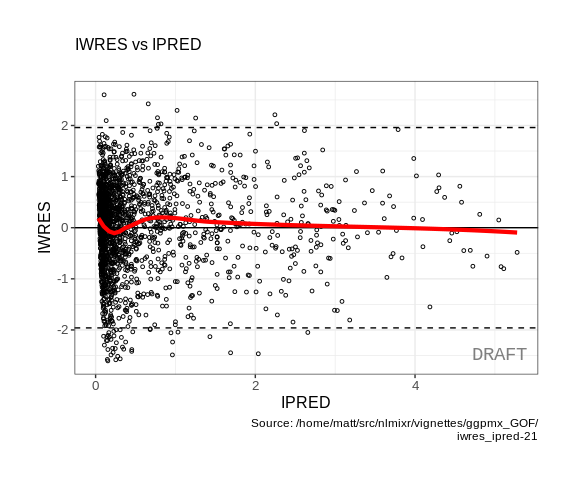 IWRES vs IPRED
2
1
0
-1
-2
IWRES
DRAFT
0
2
4
IPRED
Source: /home/matt/src/nlmixr/vignettes/ggpmx_GOF/
iwres_ipred-21